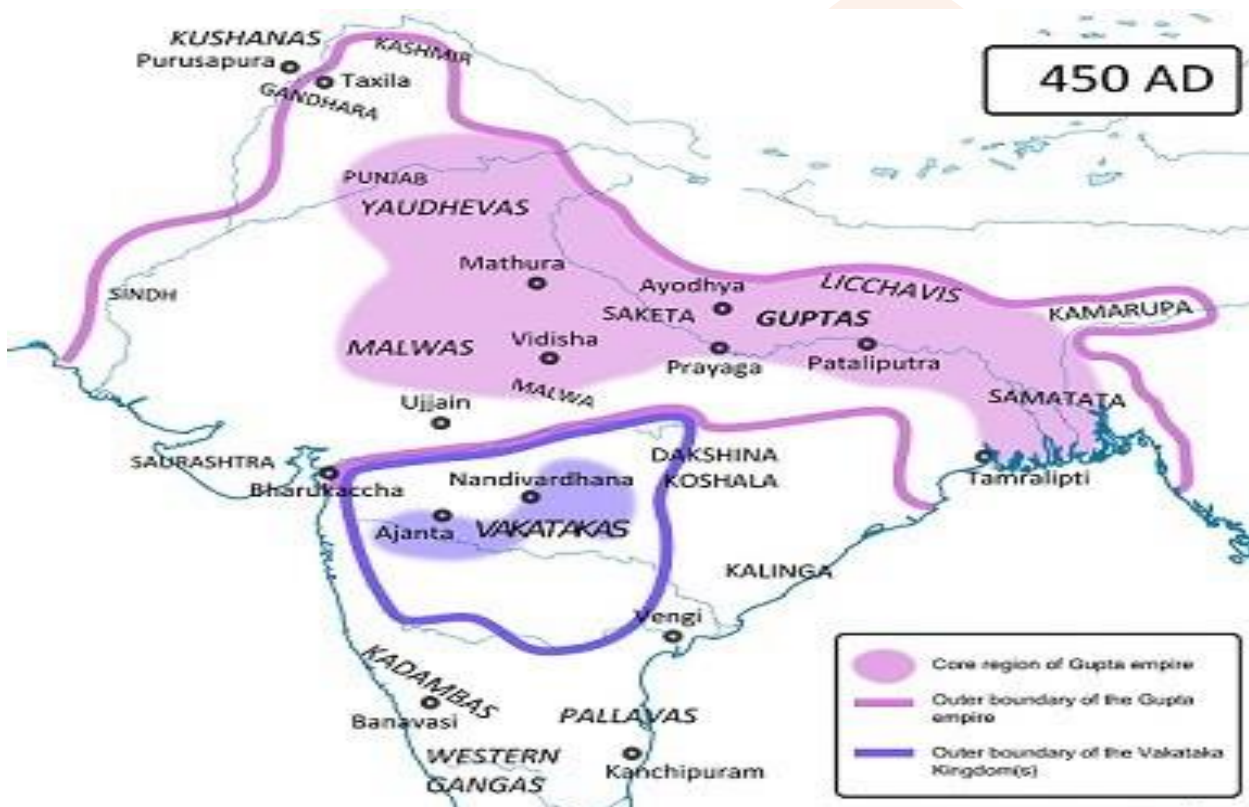 450 AD
KUSHANAS
Purusapura
KASHMIR
Taxila
GANDHARA
PUNJAB
YAUDHEVAS
Mathura
SINDH
Ayodhya
LICCHAVIS
SAKETA
GUPTAS
KAMARUPA
MALWAS
Vidisha
Prayaga
Pataliputra
MALWA
SAMATATA
Ujjain
SAURASHTRA
Bharukaccha
Nandivardhana
DAKSHINA
KOSHALA
Tamralipti
Ajanta
VAKATAKAS
KALINGA
Vengi
KADAMBAS
Banavasi
PALLAVAS
WESTERN
GANGAS
Kanchipuram
Core region of Gupta empire
Outer boundary of the Gupta
empire
Outer boundary of the Vakataka
Kingdom(s)